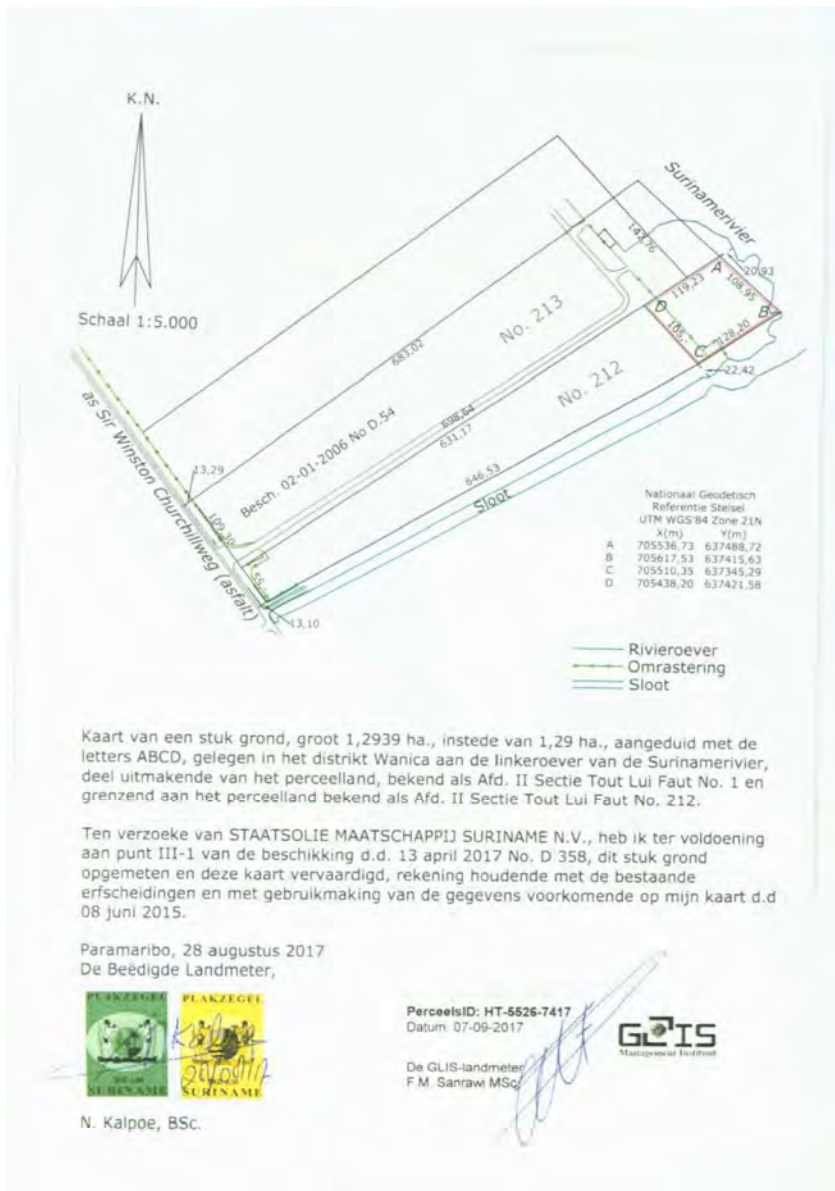 K.N.
Schaal 1:5.000
Surinamerivier
143,76
20,93
A
119,23
108,95
B
D
105,
C
128,20
22,42
No. 213
683,02
No. 212
Besch. 02-01-2006 No D.54
698,64
631,17
646,53
Sloot
as Sir Winston Churchillweg (asfalt)
13,29
109,30
55,
13,10
Nationaal Geodetisch
Referentie Stelsel
UTM WGS'84 Zone 21N
X(m) Y(m)
A 705536,73 637488,72
B 705617,53 637415,63
C 705510,35 637345,29
D 705438,20 637421,58
Rivieroever
Omrastering
Sloot
Kaart van een stuk grond, groot 1,2939 ha., instede van 1,29 ha., aangeduid met de
letters ABCD, gelegen in het distrikt Wanica aan de linkeroever van de Surinamerivier,
deel uitmakende van het perceelland, bekend als Afd. II Sectie Tout Lui Faut No. 1 en
grenzend aan het perceelland bekend als Afd. II Sectie Tout Lui Faut No. 212.
Ten verzoeke van STAATSOLIE MAATSCHAPPIJ SURINAME N.V., heb ik ter voldoening
aan punt III-1 van de beschikking d.d. 13 april 2017 No. D 358, dit stuk grond
opgemeten en deze kaart vervaardigd, rekening houdende met de bestaande
erfscheidingen en met gebruikmaking van de gegevens voorkomende op mijn kaart d.d
08 juni 2015.
Paramaribo, 28 augustus 2017
De Beëdigde Landmeter,
PLAKZEGEL
SURINAME
PLAKZEGEL
SURINAME
N. Kalpoe, BSc.
PerceelsID: HT-5526-7417
Datum: 07-09-2017
De GLIS-landmeter
F.M. Sanrawi MSc
GLIS
Management Instituut